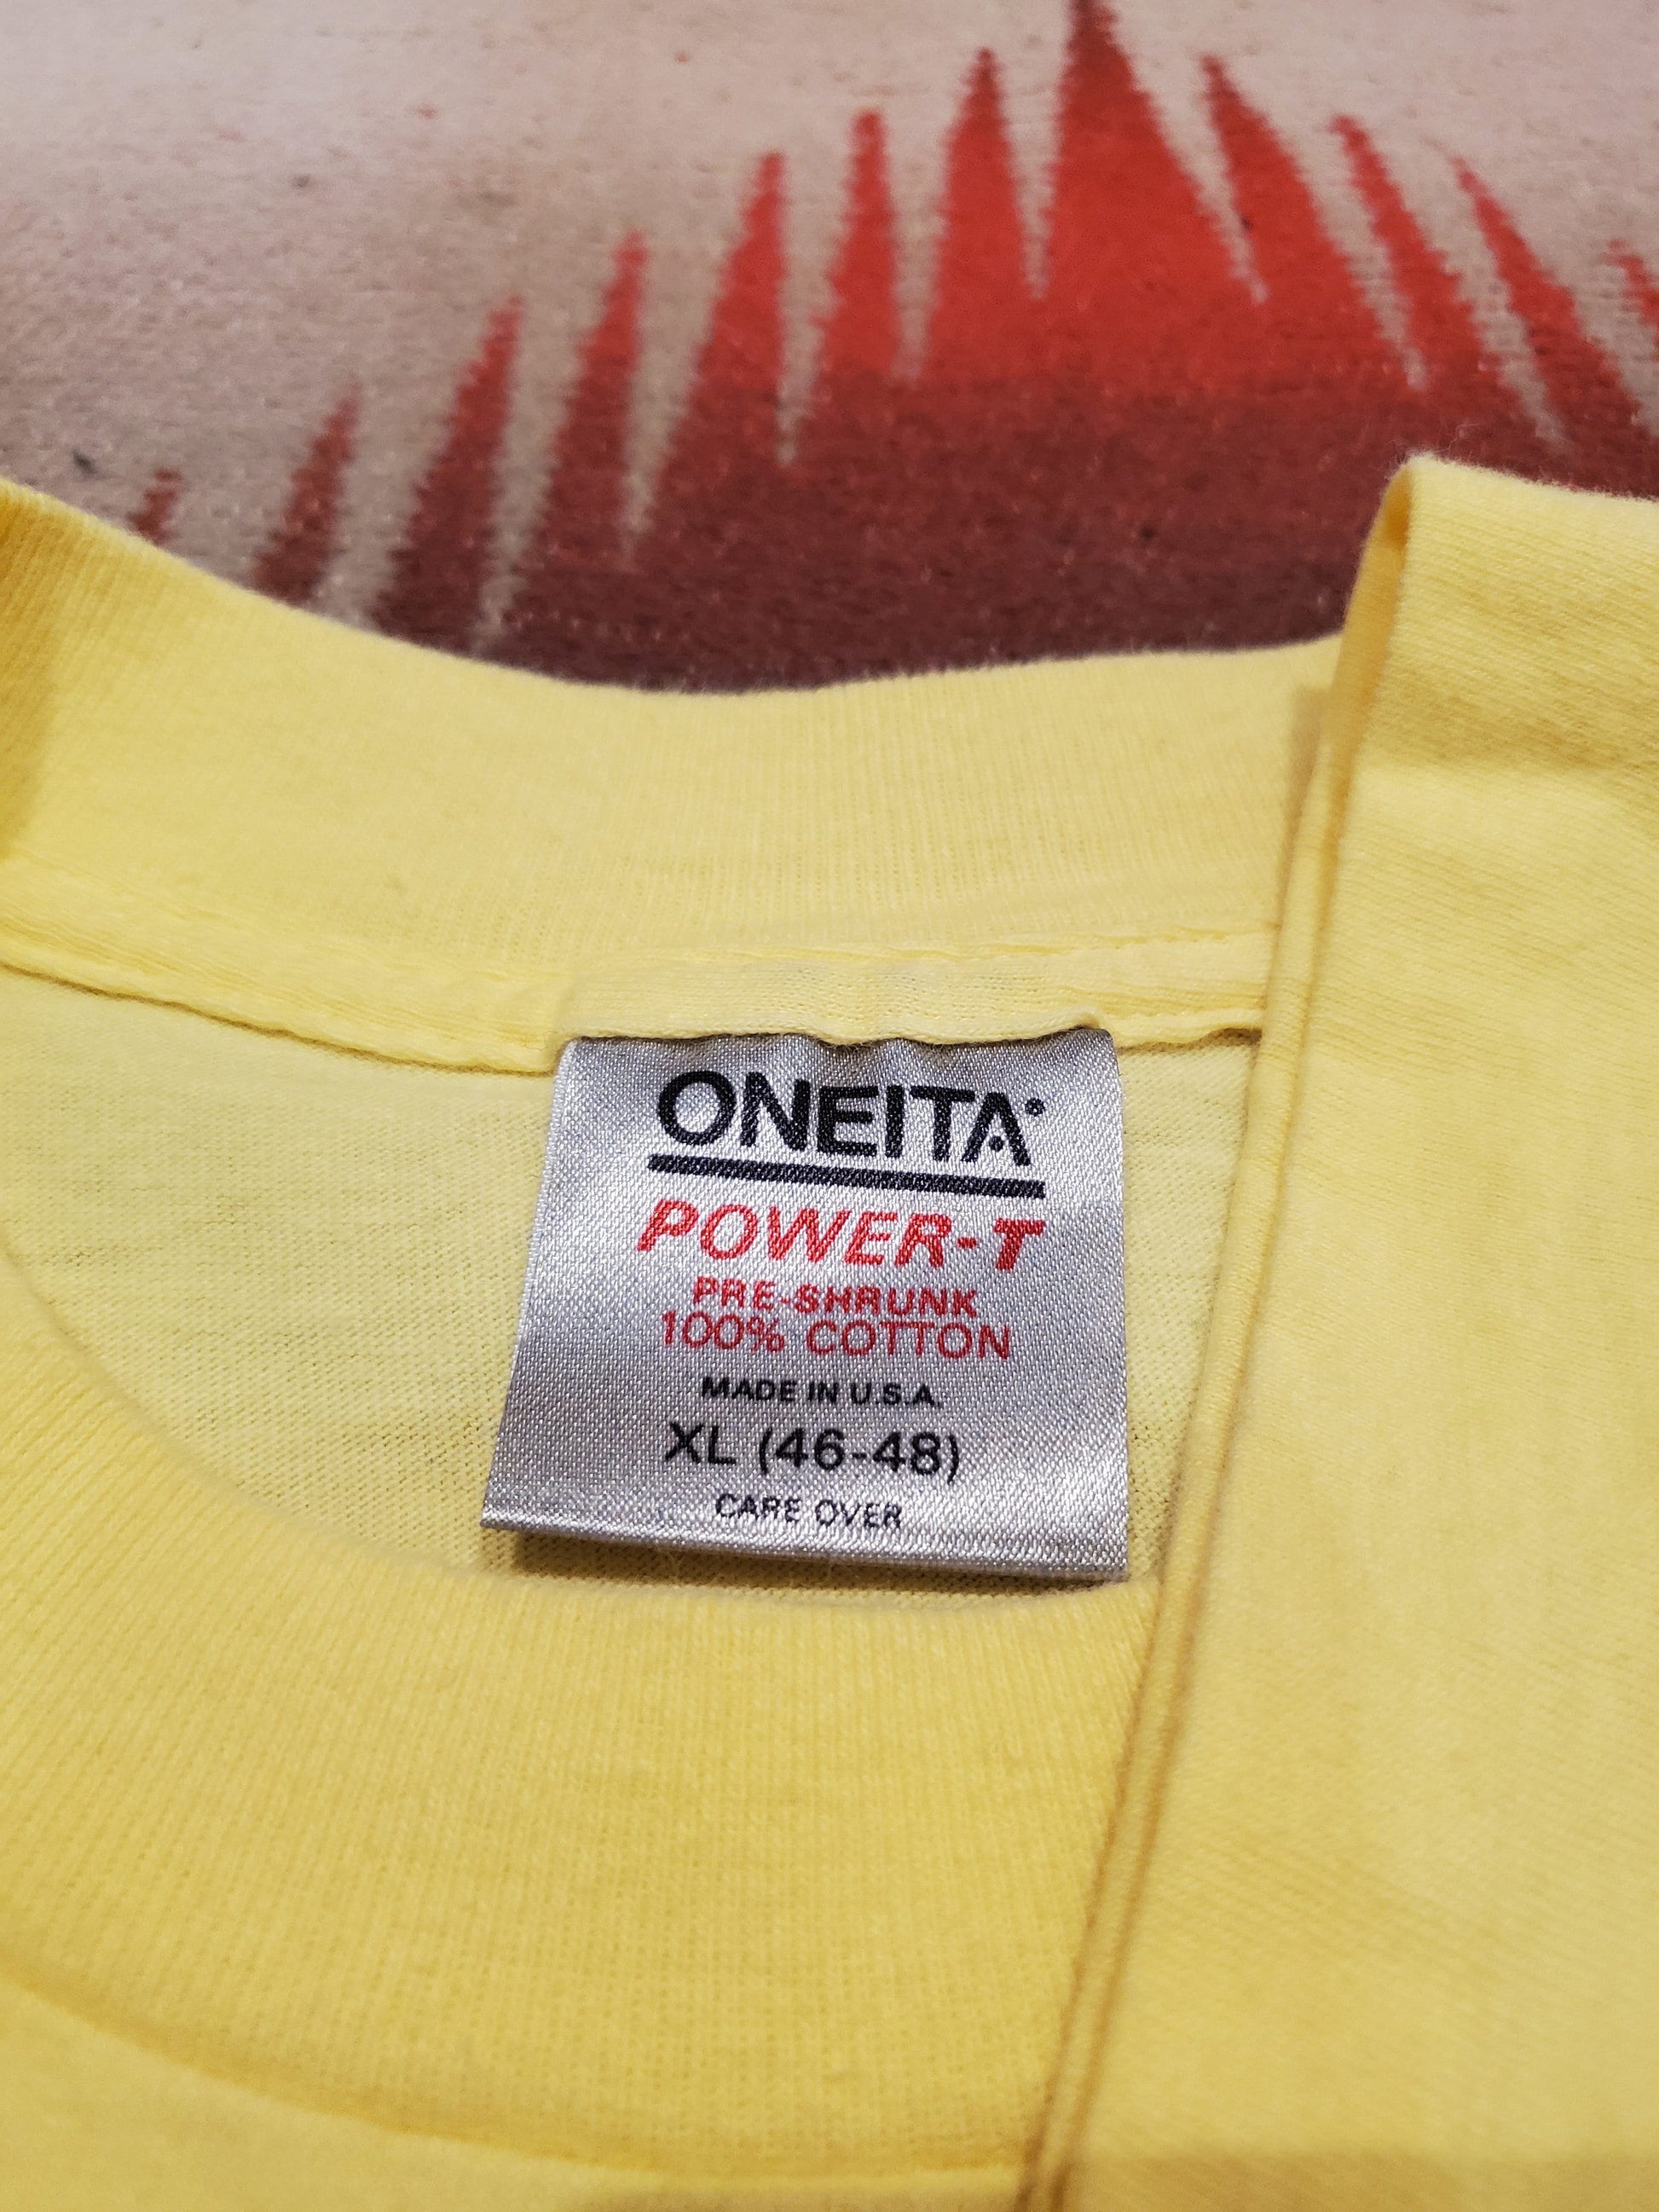 ONEITA
POWER-T
PRE-SHRUNK
100% COTTON
MADE IN U.S.A.
XL (46-48)
CARE OVER